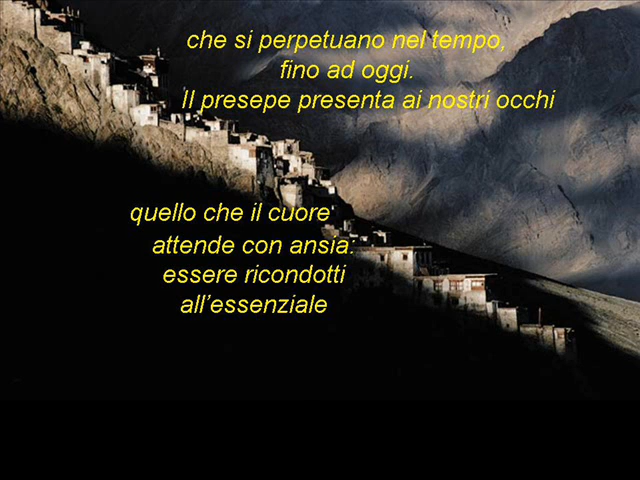 che si perpetuano nel tempo,
fino ad oggi.
Il presepe presenta ai nostri occhi
quello che il cuore
attende con ansia:
essere ricondotti
all'essenziale